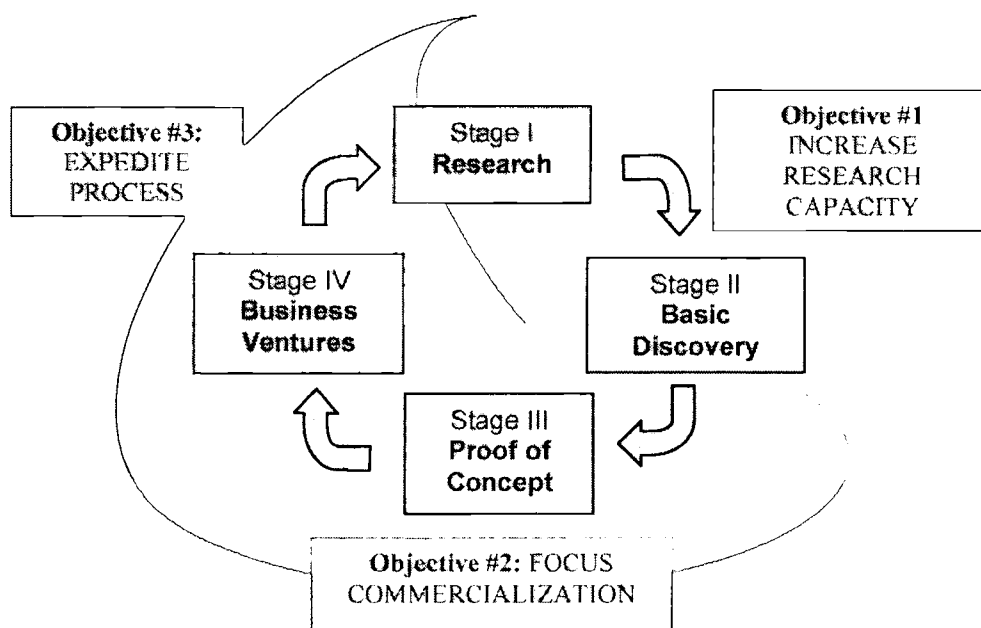 Objective #3:
EXPEDITE
PROCESS
Stage I
Research
Objective #1
INCREASE
RESEARCH
CAPACITY
Stage IV
Business
Ventures
Stage II
Basic
Discovery
Stage III
Proof of
Concept
Objective #2: FOCUS
COMMERCIALIZATION